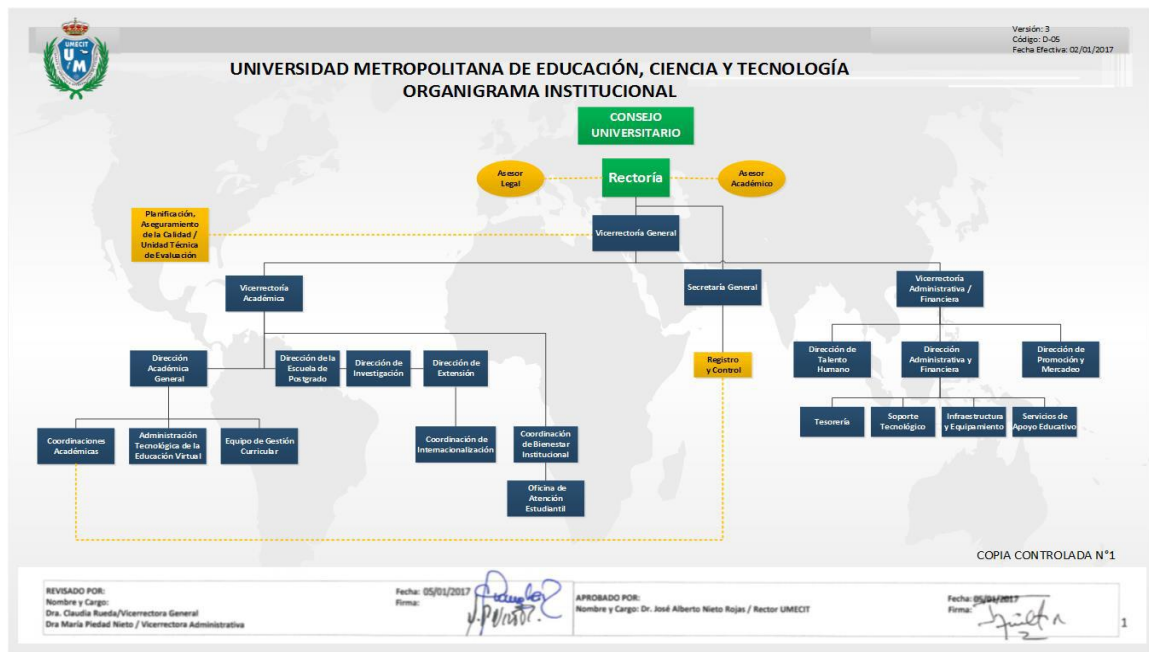 Versión: 3
Código: D-05
Fecha Efectiva: 02/01/2017
UMECIT
UM
UNIVERSIDAD METROPOLITANA DE EDUCACIÓN, CIENCIA Y TECNOLOGÍA
ORGANIGRAMA INSTITUCIONAL
CONSEJO
UNIVERSITARIO
Asesor
Legal
Rectoría
Asesor
Académico
Planificación,
Aseguramiento
de la Calidad /
Unidad Técnica
de Evaluación
Vicerrectoría General
Vicerrectoría
Académica
Secretaría General
Vicerrectoría
Administrativa /
Financiera
Dirección
Académica
General
Dirección de la
Escuela de
Postgrado
Dirección de
Investigación
Dirección de
Extensión
Registro
y Control
Dirección de
Talento
Humano
Dirección
Administrativa y
Financiera
Dirección de
Promoción y
Mercadeo
Coordinaciones
Académicas
Administración
Tecnológica de la
Educación Virtual
Equipo de Gestión
Curricular
Coordinación de
Internacionalización
Coordinación
de Bienestar
Institucional
Oficina de
Atención
Estudiantil
Tesorería
Soporte
Tecnológico
Infraestructura
y Equipamiento
Servicios de
Apoyo Educativo
COPIA CONTROLADA N°1
REVISADO POR:
Nombre y Cargo:
Dra. Claudia Rueda/Vicerrectora General
Dra María Piedad Nieto / Vicerrectora Administrativa
Fecha: 05/01/2017
Firma:
APROBADO POR:
Nombre y Cargo: Dr. José Alberto Nieto Rojas / Rector UMECIT
Fecha: 05/01/2017
Firma:
1